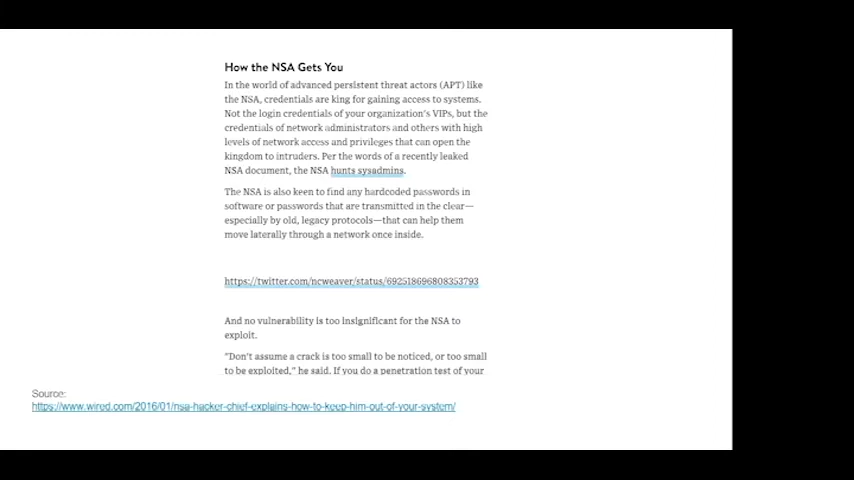 How the NSA Gets You
In the world of advanced persistent threat actors (APT) like
the NSA, credentials are king for gaining access to systems.
Not the login credentials of your organization's VIPs, but the
credentials of network administrators and others with high
levels of network access and privileges that can open the
kingdom to intruders. Per the words of a recently leaked
NSA document, the NSA hunts sysadmins.
The NSA is also keen to find any hardcoded passwords in
software or passwords that are transmitted in the clear—
especially by old, legacy protocols—that can help them
move laterally through a network once inside.
https://twitter.com/ncweaver/status/692518696808353793
And no vulnerability is too insignificant for the NSA to
exploit.
"Don't assume a crack is too small to be noticed, or too small
to be exploited," he said. If you do a penetration test of your
Source:
https://www.wired.com/2016/01/nsa-hacker-chief-explains-how-to-keep-him-out-of-your-system/